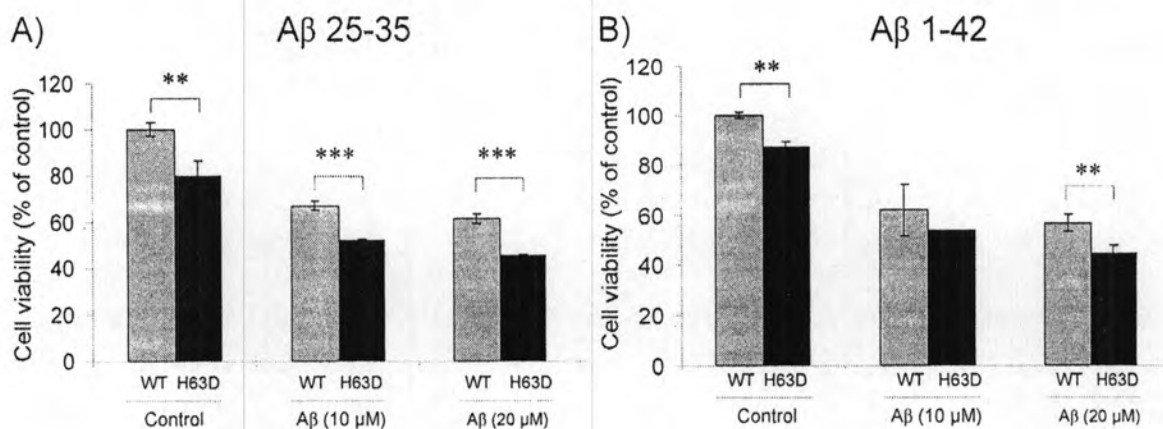 A) Aβ 25-35
Cell viability (% of control)
120
100
80
60
40
20
0
**
***
***
WT H63D WT H63D WT H63D
Control Aβ (10 μM) Aβ (20 μM)
B) Aβ 1-42
Cell viability (% of control)
120
100
80
60
40
20
0
**
**
WT H63D WT H63D WT H63D
Control Aβ (10 μM) Aβ (20 μM)